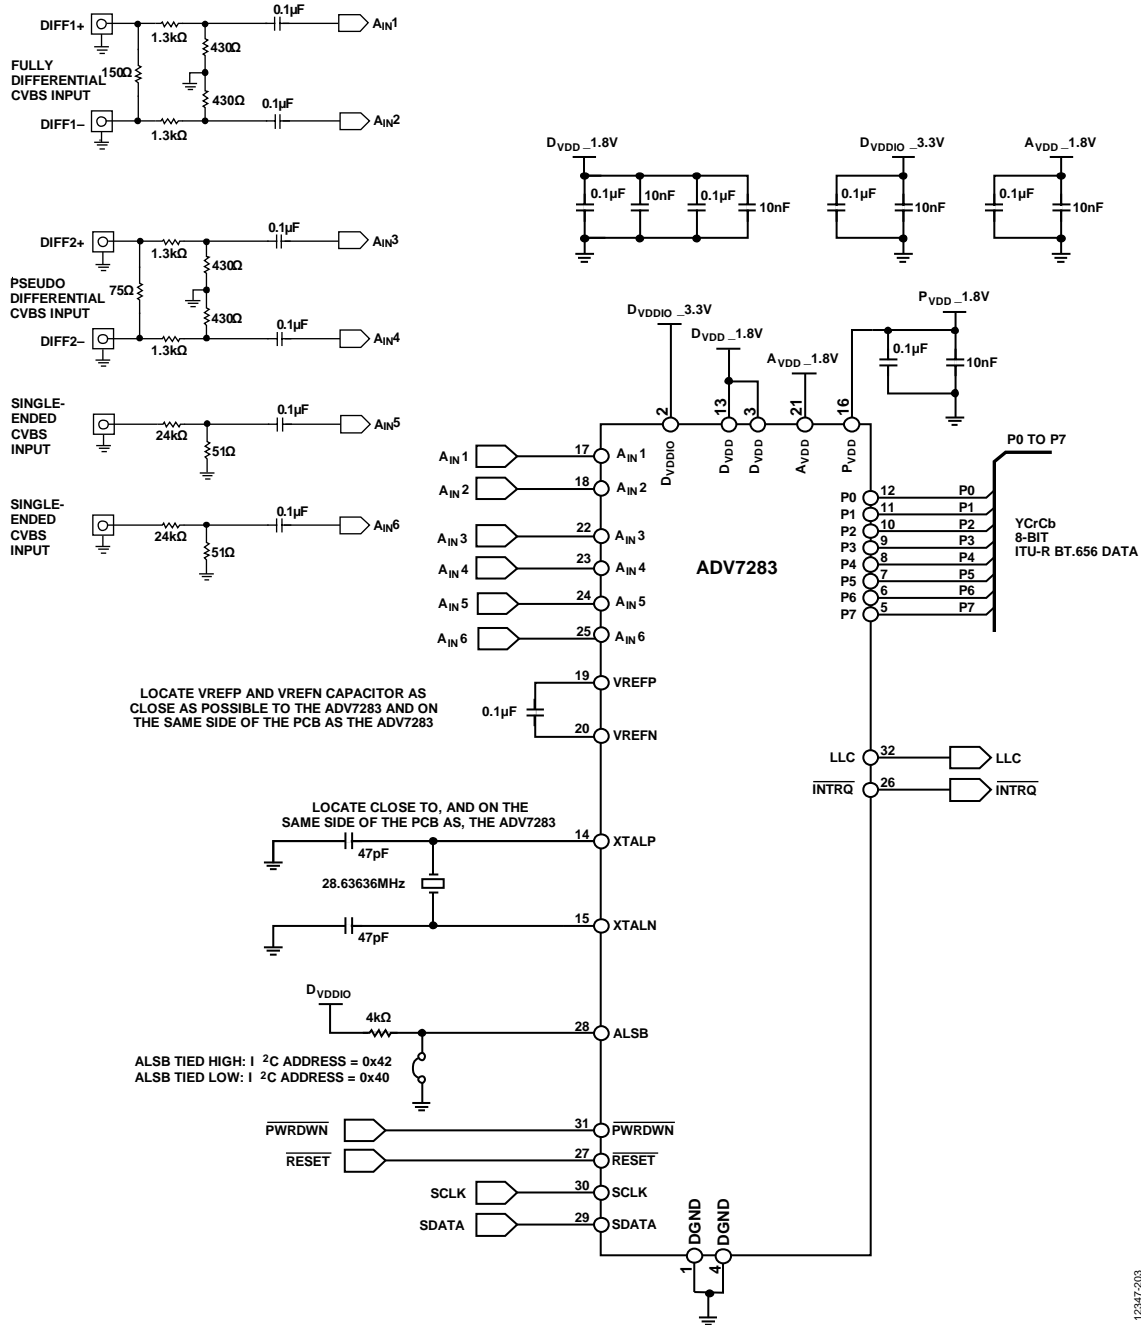 DIFF1+
FULLY
DIFFERENTIAL
CVBS INPUT
DIFF1–
1.3kΩ
150Ω
430Ω
430Ω
1.3kΩ
0.1µF
0.1µF
AIN1
AIN2
DIFF2+
PSEUDO
DIFFERENTIAL
CVBS INPUT
DIFF2–
1.3kΩ
75Ω
430Ω
430Ω
1.3kΩ
0.1µF
0.1µF
AIN3
AIN4
SINGLE-
ENDED
CVBS
INPUT
24kΩ
51Ω
0.1µF
AIN5
SINGLE-
ENDED
CVBS
INPUT
24kΩ
51Ω
0.1µF
AIN6
DVDD_1.8V
0.1µF
10nF
0.1µF
10nF
DVDDIO_3.3V
0.1µF
10nF
AVDD_1.8V
0.1µF
10nF
DVDDIO_3.3V
DVDD_1.8V
AVDD_1.8V
PVDD_1.8V
0.1µF
10nF
2
13
3
21
16
DVDDIO
DVDD
DVDD
AVDD
PVDD
AIN1
17
AIN1
AIN2
18
AIN2
AIN3
22
AIN3
AIN4
23
AIN4
AIN5
24
AIN5
AIN6
25
AIN6
ADV7283
P0 TO P7
P0
12
P0
P1
11
P1
P2
10
P2
P3
9
P3
P4
8
P4
P5
7
P5
P6
6
P6
P7
5
P7
YCrCb
8-BIT
ITU-R BT.656 DATA
LOCATE VREFP AND VREFN CAPACITOR AS
CLOSE AS POSSIBLE TO THE ADV7283 AND ON
THE SAME SIDE OF THE PCB AS THE ADV7283
0.1µF
19
VREFP
20
VREFN
LLC
32
LLC
INTRQ
26
INTRQ
LOCATE CLOSE TO, AND ON THE
SAME SIDE OF THE PCB AS, THE ADV7283
47pF
14
XTALP
28.63636MHz
47pF
15
XTALN
DVDDIO
4kΩ
28
ALSB
ALSB TIED HIGH: I 2C ADDRESS = 0x42
ALSB TIED LOW: I 2C ADDRESS = 0x40
PWRDWN
31
PWRDWN
RESET
27
RESET
SCLK
30
SCLK
SDATA
29
SDATA
DGND
DGND
1
4
12347-203